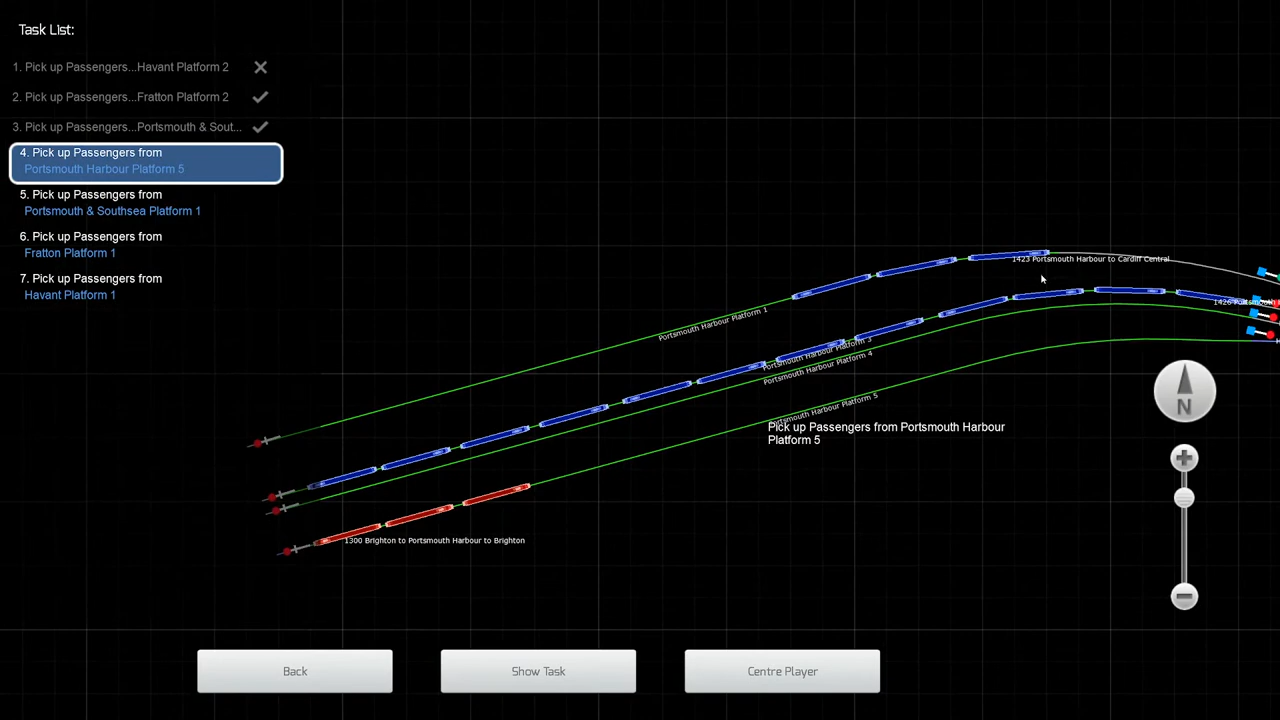 Task List:
1. Pick up Passengers...Havant Platform 2
2. Pick up Passengers...Fratton Platform 2
3. Pick up Passengers...Portsmouth & Sout...
4. Pick up Passengers from
Portsmouth Harbour Platform 5
5. Pick up Passengers from
Portsmouth & Southsea Platform 1
6. Pick up Passengers from
Fratton Platform 1
7. Pick up Passengers from
Havant Platform 1
1423 Portsmouth Harbour to Cardiff Central
1426 Portsmouth
Portsmouth Harbour Platform 1
Portsmouth Harbour Platform 3
Portsmouth Harbour Platform 4
Portsmouth Harbour Platform 5
Pick up Passengers from Portsmouth Harbour
Platform 5
1300 Brighton to Portsmouth Harbour to Brighton
N
Back
Show Task
Centre Player